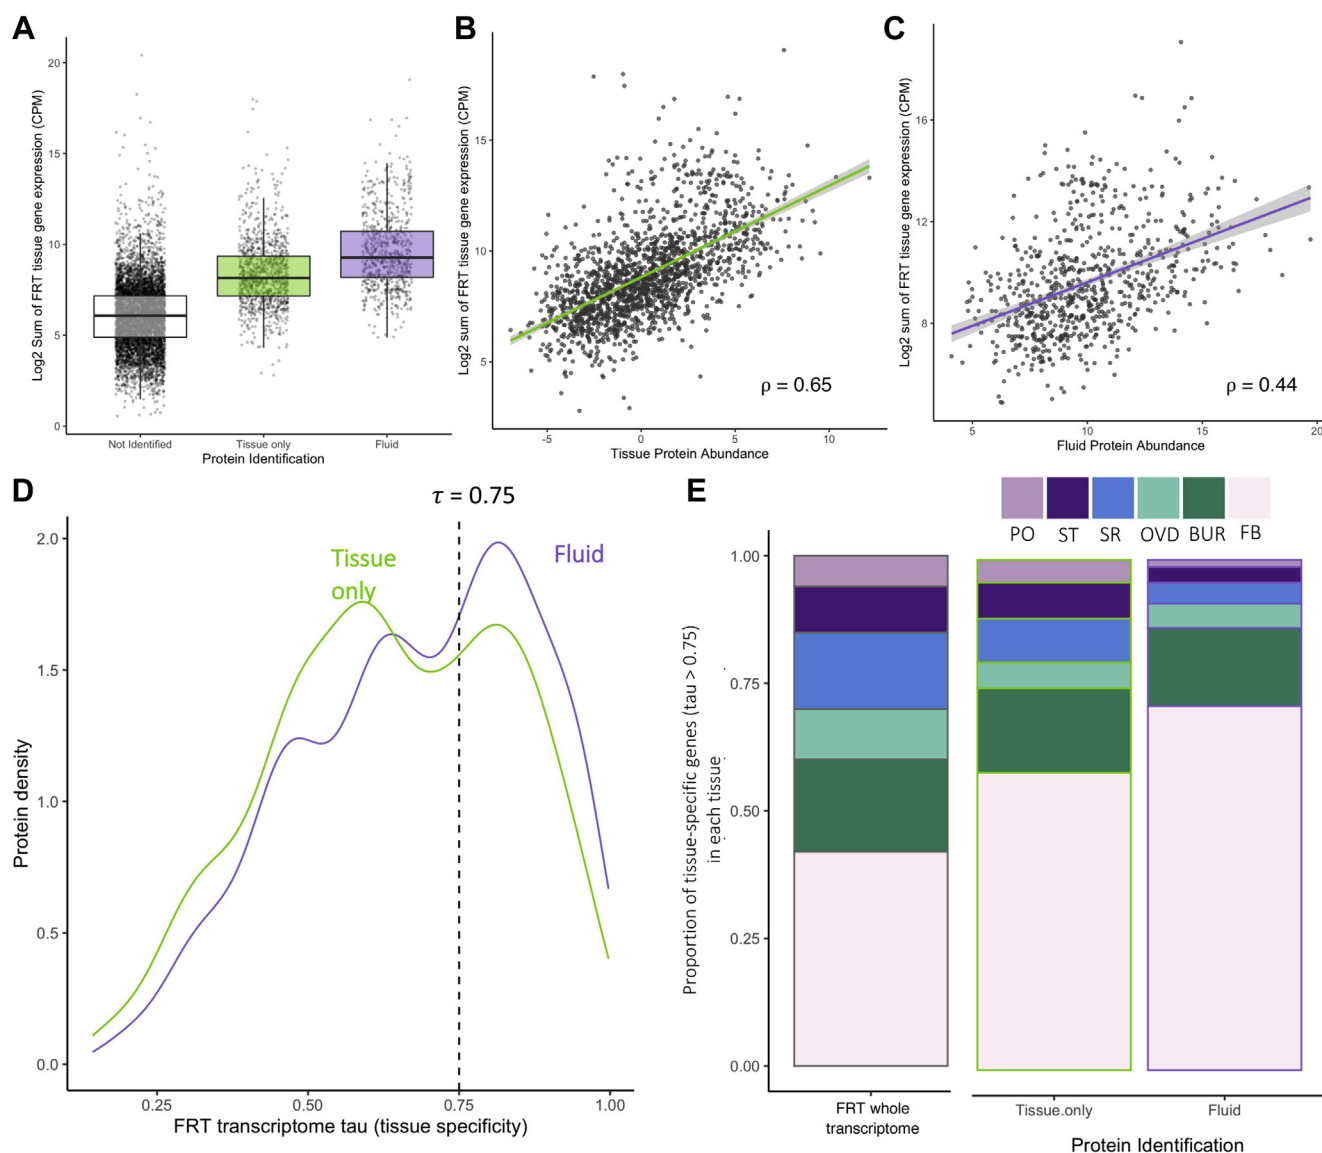 A
Log2 Sum of FRT tissue gene expression (CPM)
20
15
10
5
0
Not Identified
Tissue only
Fluid
Protein Identification
B
Log2 sum of FRT tissue gene expression (CPM)
15
10
5
-5
0
5
10
ρ = 0.65
Tissue Protein Abundance
C
Log2 sum of FRT tissue gene expression (CPM)
16
12
8
5
10
15
20
ρ = 0.44
Fluid Protein Abundance
D
τ = 0.75
Tissue
only
Fluid
Protein density
2.0
1.5
1.0
0.5
0.0
0.25
0.50
0.75
1.00
FRT transcriptome tau (tissue specificity)
E
PO
ST
SR
OVD
BUR
FB
Proportion of tissue-specific genes (tau > 0.75)
in each tissue
1.00
0.75
0.50
0.25
0.00
FRT whole
transcriptome
Tissue.only
Fluid
Protein Identification